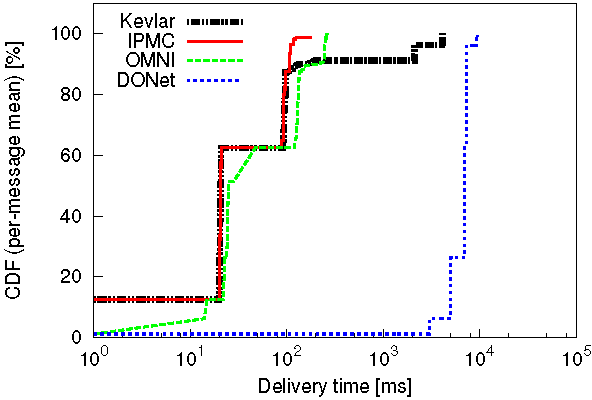 Kevlar
IPMC
OMNI
DONet
CDF (per-message mean) [%]
100
80
60
40
20
0
10^0 10^1 10^2 10^3 10^4 10^5
Delivery time [ms]